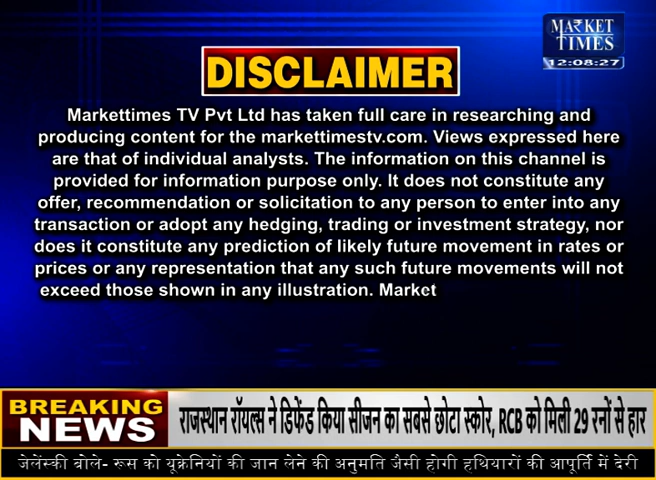 MARKET
TIMES
12:08:27
DISCLAIMER
Markettimes TV Pvt Ltd has taken full care in researching and
producing content for the markettimestv.com. Views expressed here
are that of individual analysts. The information on this channel is
provided for information purpose only. It does not constitute any
offer, recommendation or solicitation to any person to enter into any
transaction or adopt any hedging, trading or investment strategy, nor
does it constitute any prediction of likely future movement in rates or
prices or any representation that any such future movements will not
exceed those shown in any illustration. Market
BREAKING
NEWS
राजस्थान रॉयल्स ने डिफेंड किया सीजन का सबसे छोटा स्कोर, RCB को मिली 29 रनों से हार
जेलेंस्की बोले- रूस को यूक्रेनियों की जान लेने की अनुमति जैसी होगी हथियारों की आपूर्ति में देरी